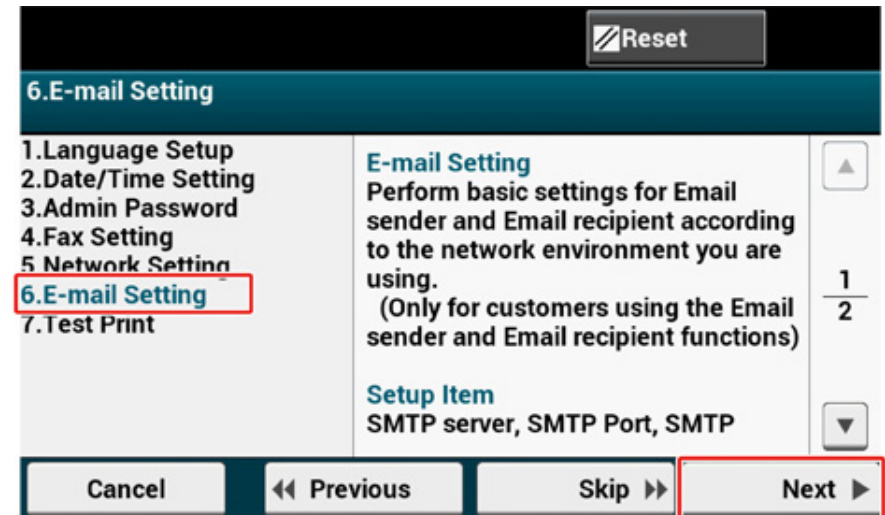 Reset
6.E-mail Setting
1.Language Setup
2.Date/Time Setting
3.Admin Password
4.Fax Setting
5.Network Setting
6.E-mail Setting
7.Test Print
E-mail Setting
Perform basic settings for Email
sender and Email recipient according
to the network environment you are
using.
(Only for customers using the Email
sender and Email recipient functions)
Setup Item
SMTP server, SMTP Port, SMTP
1
2
Cancel
Previous
Skip
Next